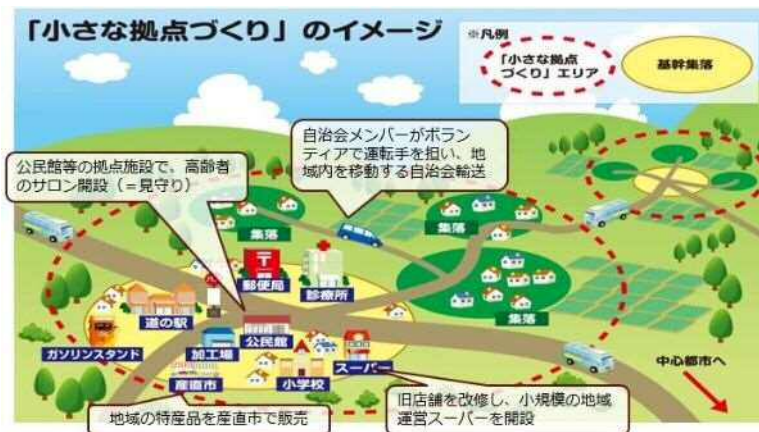 「小さな拠点づくり」のイメージ
※凡例
「小さな拠点
づくり」エリア
基幹集落
自治会メンバーがボラン
ティアで運転手を担い、地
域内を移動する自治会輸送
公民館等の拠点施設で、高齢者
のサロン開設（＝見守り）
集落
集落
集落
郵便局
診療所
道の駅
公民館
ガソリンスタンド
加工場
スーパー
産直市
小学校
中心都市へ
地域の特産品を産直市で販売
旧店舗を改修し、小規模の地域
運営スーパーを開設